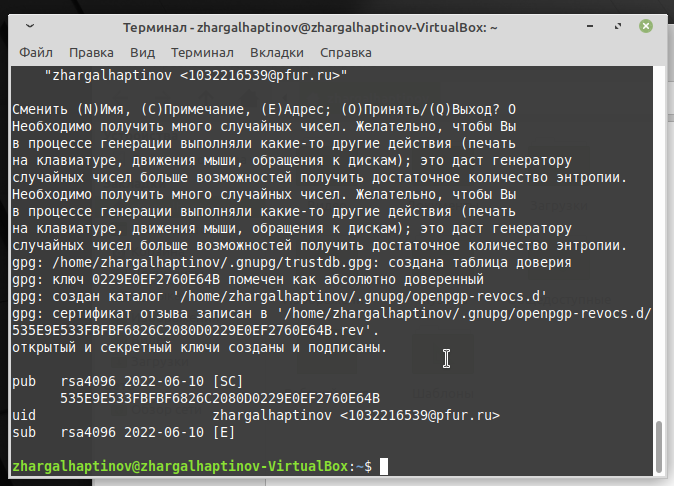 Терминал - zhargalhaptinov@zhargalhaptinov-VirtualBox: ~
Файл Правка Вид Терминал Вкладки Справка
"zhargalhaptinov <1032216539@pfur.ru>"
Сменить (N)Имя, (C)Примечание, (E)Адрес; (O)Принять/(Q)Выход? O
Необходимо получить много случайных чисел. Желательно, чтобы Вы
в процессе генерации выполняли какие-то другие действия (печать
на клавиатуре, движения мыши, обращения к дискам); это даст генератору
случайных чисел больше возможностей получить достаточное количество энтропии.
Необходимо получить много случайных чисел. Желательно, чтобы Вы
в процессе генерации выполняли какие-то другие действия (печать
на клавиатуре, движения мыши, обращения к дискам); это даст генератору
случайных чисел больше возможностей получить достаточное количество энтропии.
gpg: /home/zhargalhaptinov/.gnupg/trustdb.gpg: создана таблица доверия
gpg: ключ 0229E0EF2760E64B помечен как абсолютно доверенный
gpg: создан каталог '/home/zhargalhaptinov/.gnupg/openpgp-revocs.d'
gpg: сертификат отзыва записан в '/home/zhargalhaptinov/.gnupg/openpgp-revocs.d/
535E9E533FBFBF6826C2080D0229E0EF2760E64B.rev'.
открытый и секретный ключи созданы и подписаны.
pub rsa4096 2022-06-10 [SC]
535E9E533FBFBF6826C2080D0229E0EF2760E64B
uid zhargalhaptinov <1032216539@pfur.ru>
sub rsa4096 2022-06-10 [E]
zhargalhaptinov@zhargalhaptinov-VirtualBox:~$